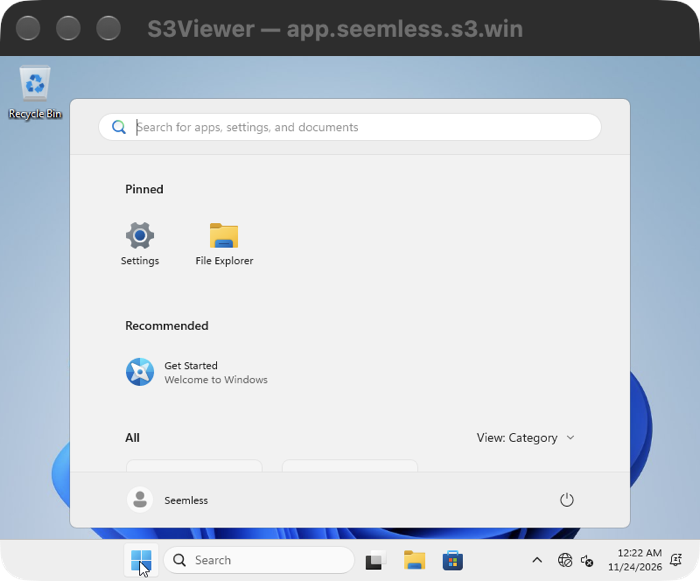 S3Viewer — app.seemless.s3.win
Recycle Bin
Search for apps, settings, and documents
Pinned
Settings
File Explorer
Recommended
Get Started
Welcome to Windows
All
View: Category
Seemless
Search
12:22 AM
11/24/2026